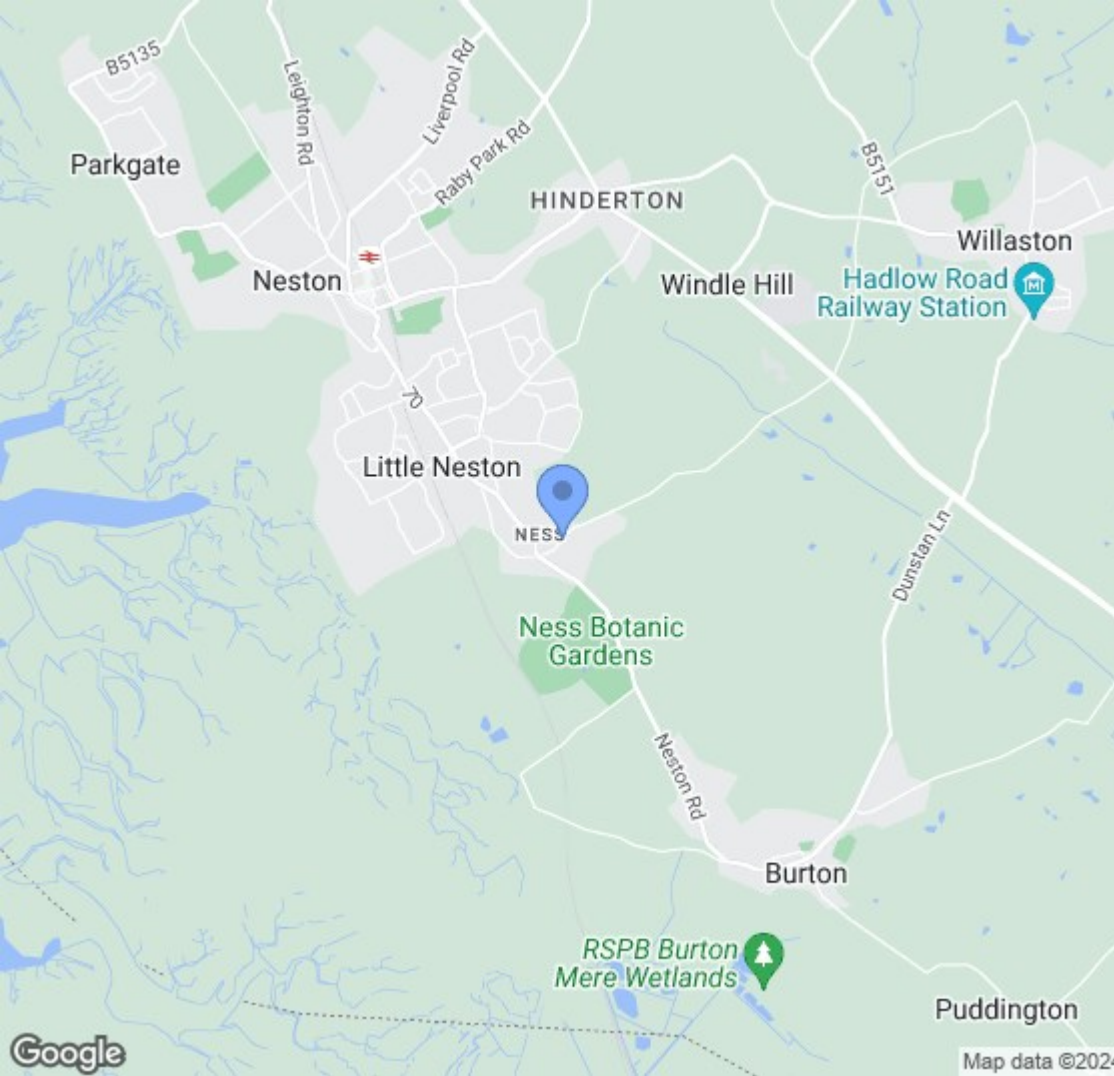 B5135
Leighton Rd
Liverpool Rd
Raby Park Rd
B5151
Parkgate
HINDERTON
Willaston
Neston
Windle Hill
Hadlow Road
Railway Station
70
Little Neston
NESS
Dunstan Ln
Ness Botanic
Gardens
Neston Rd
Burton
RSPB Burton
Mere Wetlands
Puddington
Google
Map data ©2024